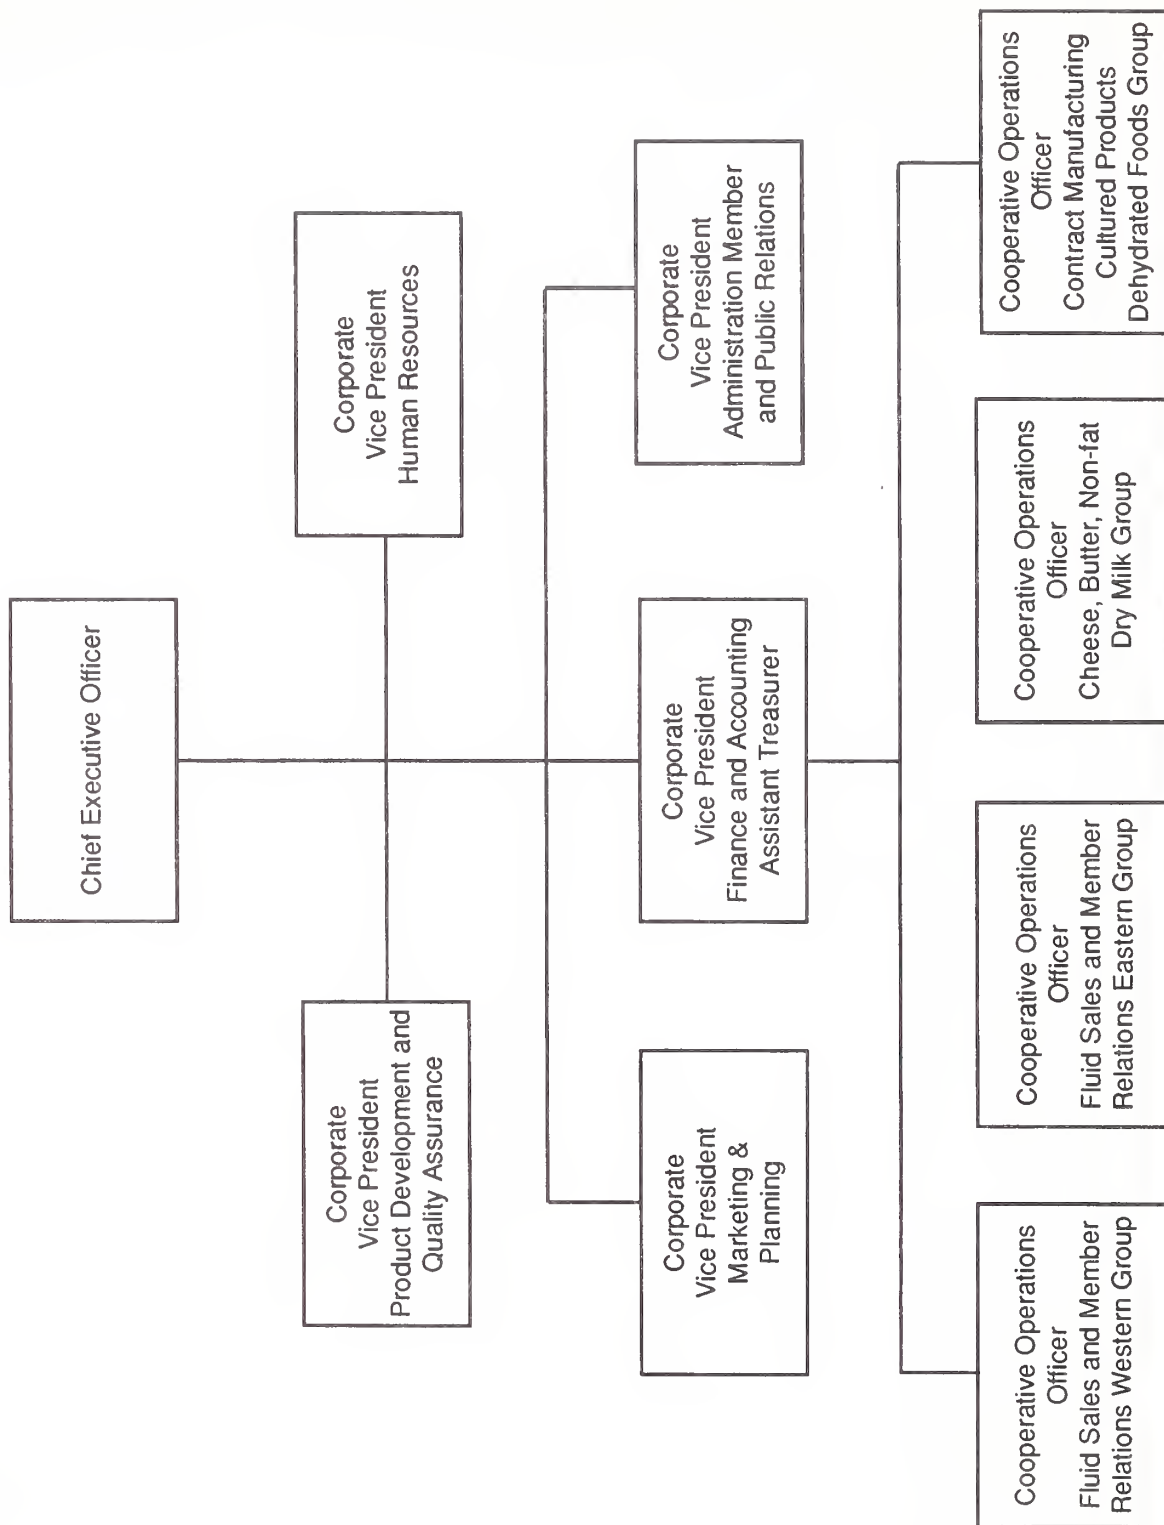 Chief Executive Officer
Corporate
Vice President
Product Development and
Quality Assurance
Corporate
Vice President
Human Resources
Corporate
Vice President
Marketing &
Planning
Corporate
Vice President
Finance and Accounting
Assistant Treasurer
Corporate
Vice President
Administration Member
and Public Relations
Cooperative Operations
Officer
Fluid Sales and Member
Relations Western Group
Cooperative Operations
Officer
Fluid Sales and Member
Relations Eastern Group
Cooperative Operations
Officer
Cheese, Butter, Non-fat
Dry Milk Group
Cooperative Operations
Officer
Contract Manufacturing
Cultured Products
Dehydrated Foods Group